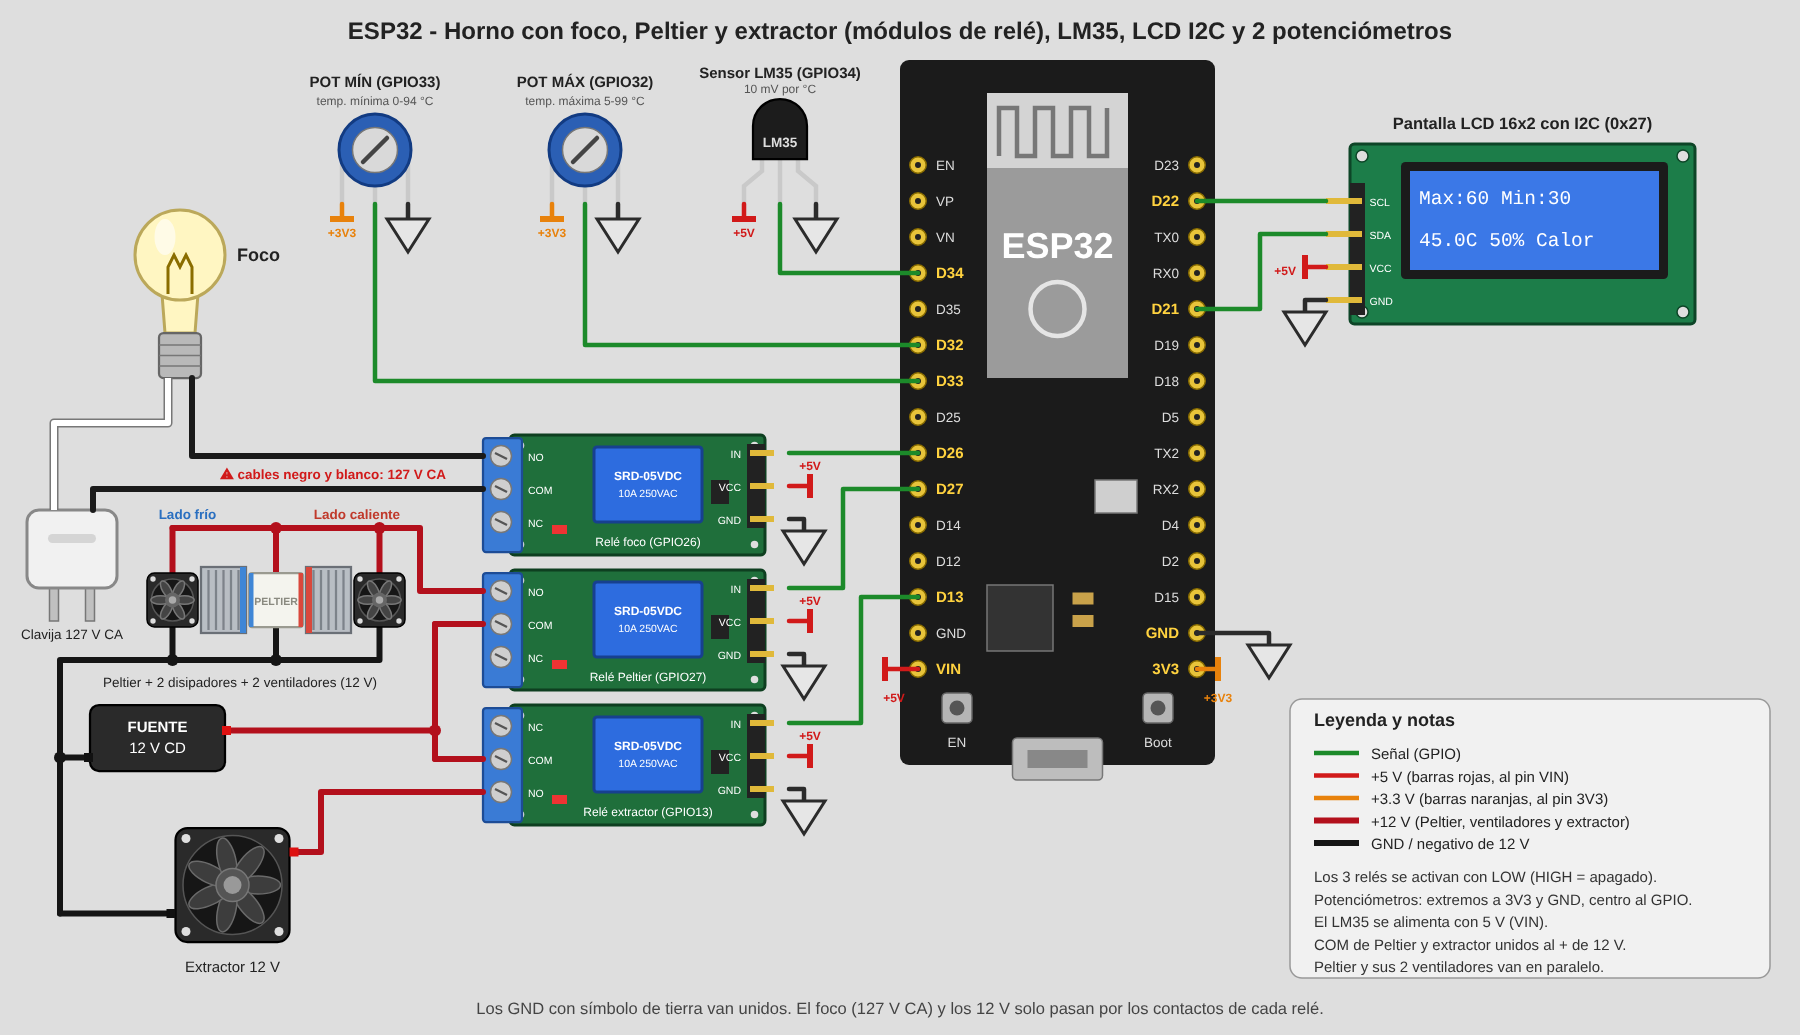 ESP32 - Horno con foco, Peltier y extractor (módulos de relé), LM35, LCD I2C y 2 potenciómetros
POT MÍN (GPIO33)
temp. mínima 0-94 °C
+3V3
POT MÁX (GPIO32)
temp. máxima 5-99 °C
+3V3
Sensor LM35 (GPIO34)
10 mV por °C
LM35
+5V
Foco
ESP32
EN
VP
VN
D34
D35
D32
D33
D25
D26
D27
D14
D12
D13
GND
VIN
+5V
D23
D22
TX0
RX0
D21
D19
D18
D5
TX2
RX2
D4
D2
D15
GND
3V3
+3V3
EN
Boot
Pantalla LCD 16x2 con I2C (0x27)
SCL
SDA
VCC
GND
+5V
Max:60 Min:30
45.0C 50% Calor
cables negro y blanco: 127 V CA
Clavija 127 V CA
Lado frío
Lado caliente
PELTIER
Peltier + 2 disipadores + 2 ventiladores (12 V)
FUENTE
12 V CD
Extractor 12 V
NO
COM
NC
SRD-05VDC
10A 250VAC
IN
VCC
GND
+5V
Relé foco (GPIO26)
NO
COM
NC
SRD-05VDC
10A 250VAC
IN
VCC
GND
+5V
Relé Peltier (GPIO27)
NC
COM
NO
SRD-05VDC
10A 250VAC
IN
VCC
GND
+5V
Relé extractor (GPIO13)
Leyenda y notas
Señal (GPIO)
+5 V (barras rojas, al pin VIN)
+3.3 V (barras naranjas, al pin 3V3)
+12 V (Peltier, ventiladores y extractor)
GND / negativo de 12 V
Los 3 relés se activan con LOW (HIGH = apagado).
Potenciómetros: extremos a 3V3 y GND, centro al GPIO.
El LM35 se alimenta con 5 V (VIN).
COM de Peltier y extractor unidos al + de 12 V.
Peltier y sus 2 ventiladores van en paralelo.
Los GND con símbolo de tierra van unidos. El foco (127 V CA) y los 12 V solo pasan por los contactos de cada relé.